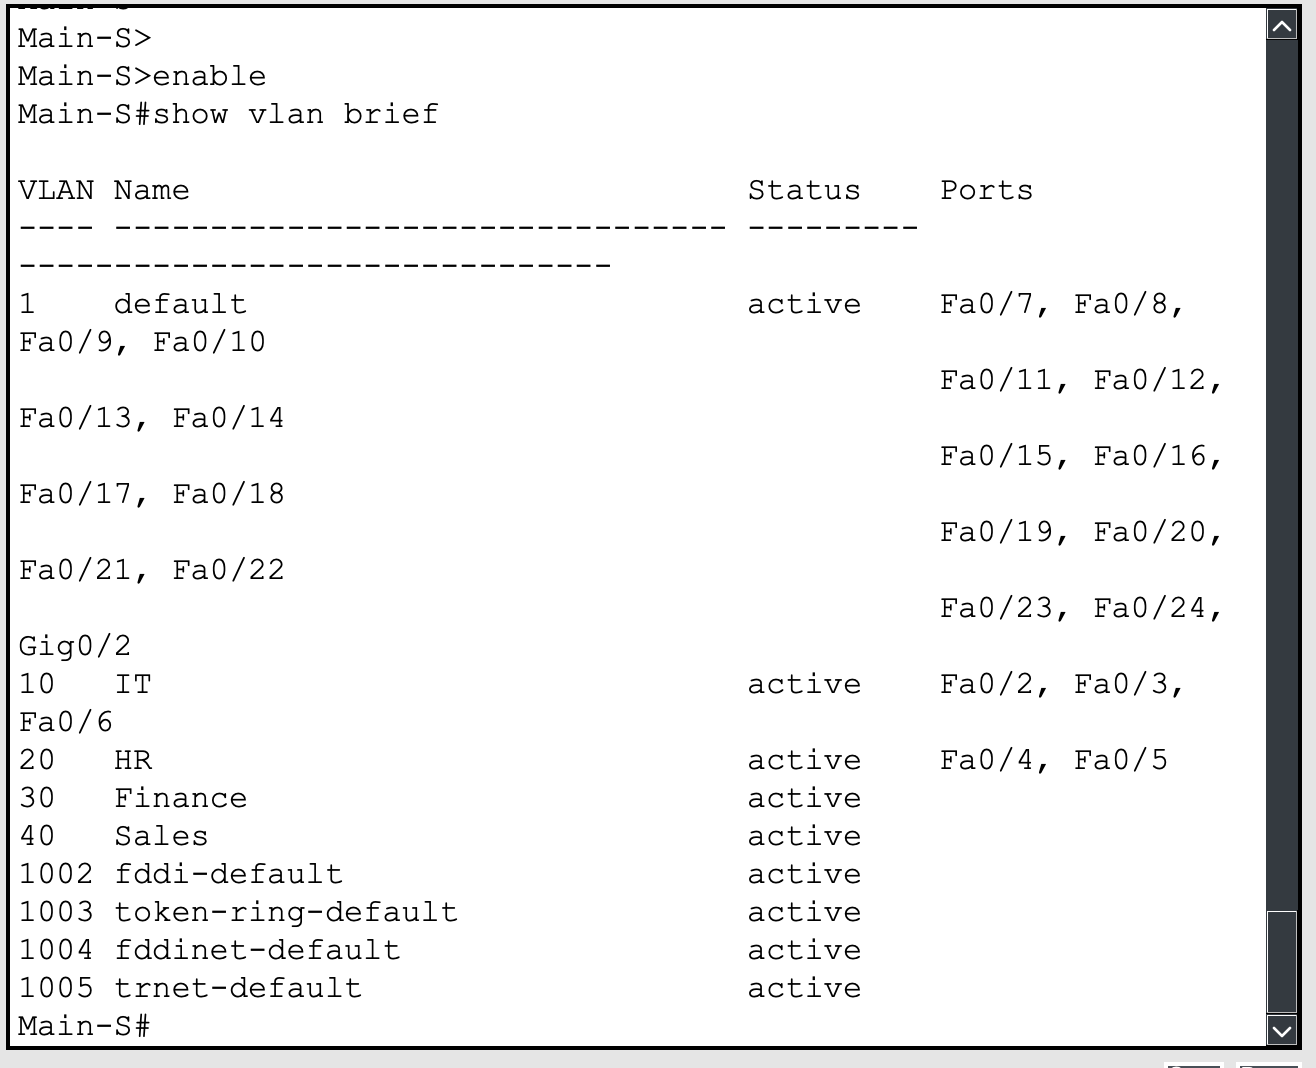 Main-S>
Main-S>enable
Main-S#show vlan brief
VLAN Name                             Status    Ports
---- -------------------------------- ---------
-------------------------------
1    default                          active    Fa0/7, Fa0/8,
Fa0/9, Fa0/10
                                                Fa0/11, Fa0/12,
Fa0/13, Fa0/14
                                                Fa0/15, Fa0/16,
Fa0/17, Fa0/18
                                                Fa0/19, Fa0/20,
Fa0/21, Fa0/22
                                                Fa0/23, Fa0/24,
Gig0/2
10   IT                               active    Fa0/2, Fa0/3,
Fa0/6
20   HR                               active    Fa0/4, Fa0/5
30   Finance                          active
40   Sales                            active
1002 fddi-default                     active
1003 token-ring-default               active
1004 fddinet-default                  active
1005 trnet-default                    active
Main-S#